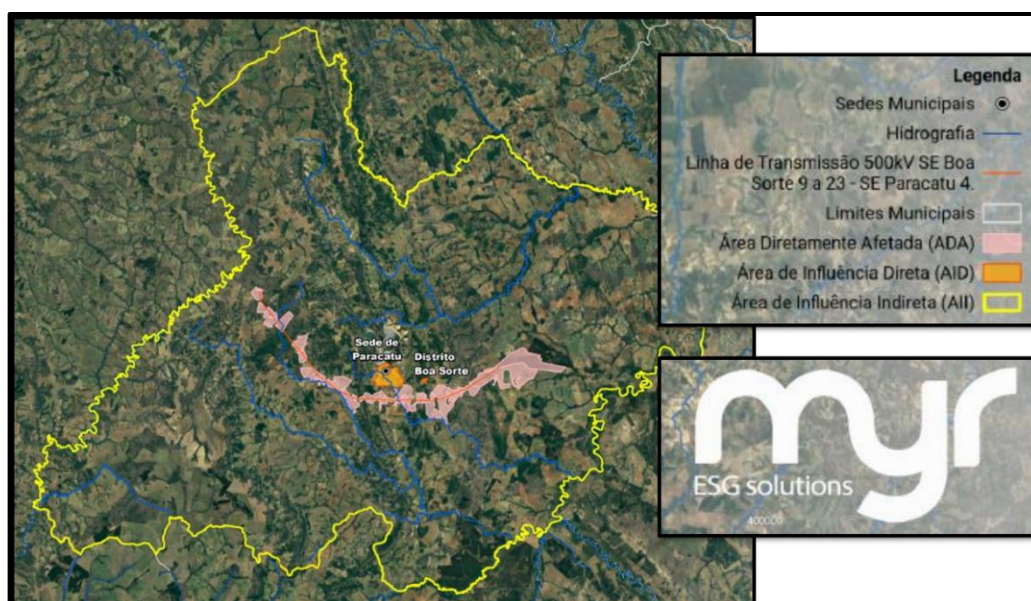 Legenda
Sedes Municipais
Hidrografia
Linha de Transmissão 500kV SE Boa
Sorte 9 a 23 - SE Paracatu 4.
Limites Municipais
Área Diretamente Afetada (ADA)
Área de Influência Direta (AID)
Área de Influência Indireta (AII)
Sede de
Paracatu
Distrito
Boa Sorte
myr
ESG solutions
400000